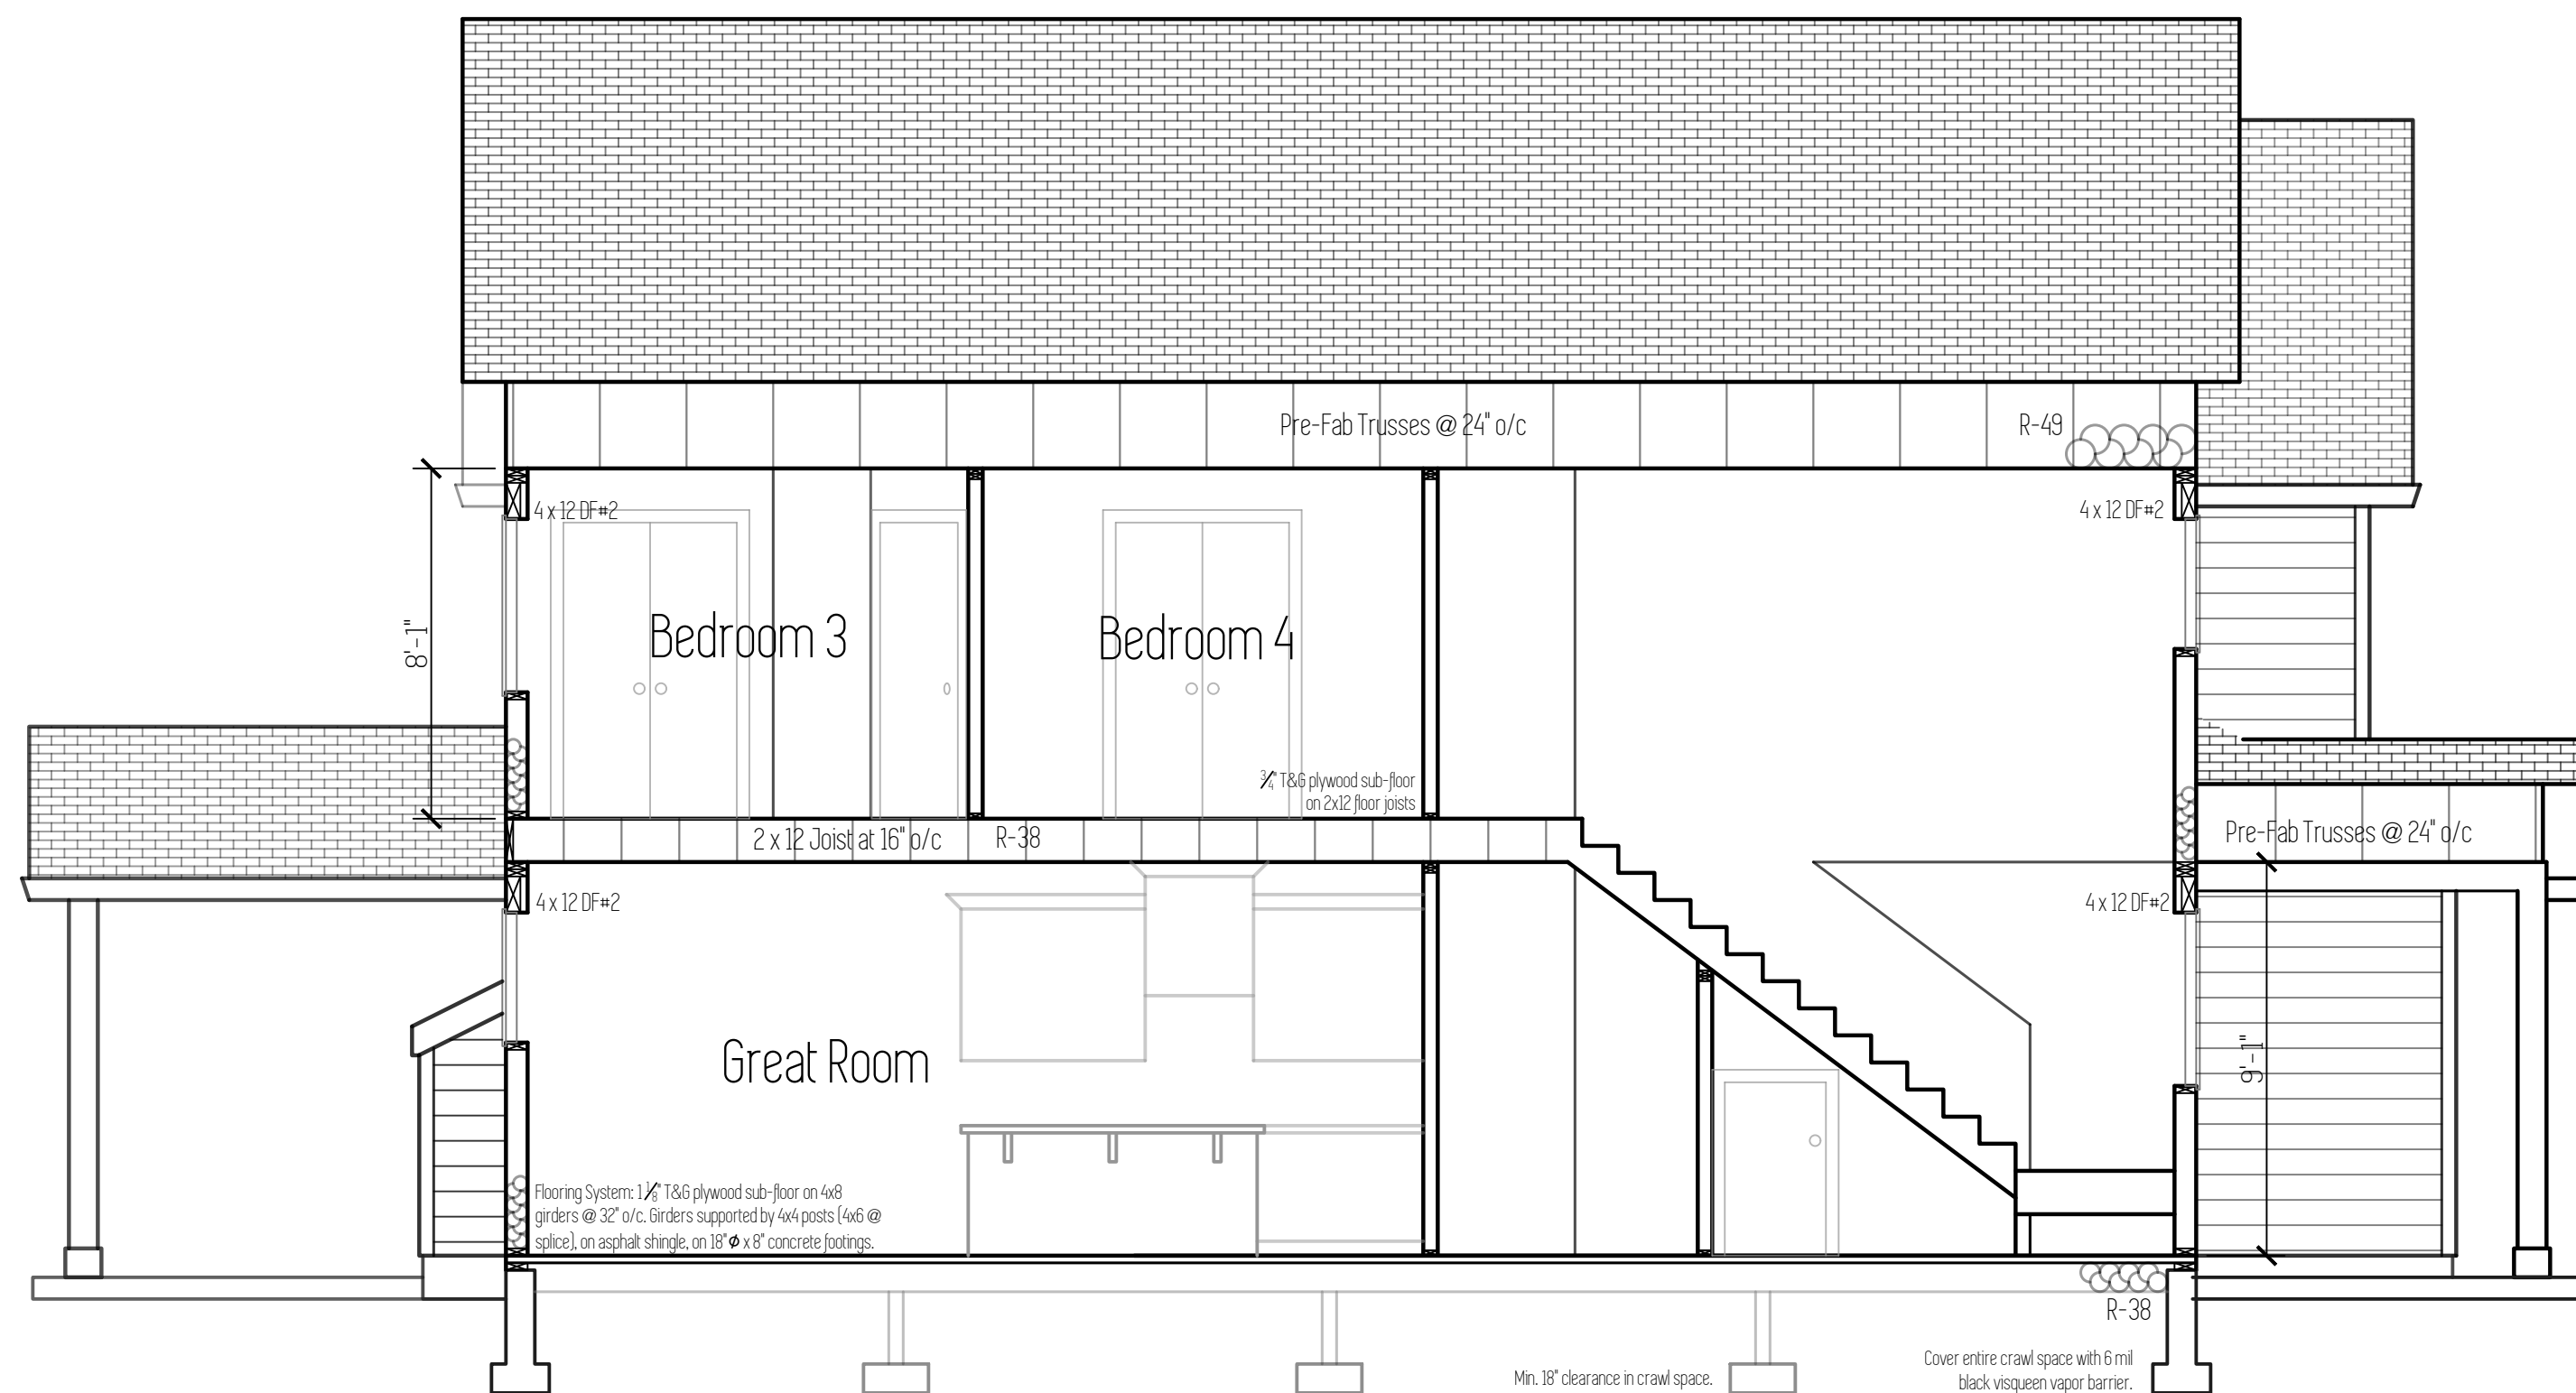 Pre-Fab Trusses @ 24" o/c
R-49
4 x 12 DF#2
4 x 12 DF#2
8'-1"
Bedroom 3
Bedroom 4
3/4" T&G plywood sub-floor
on 2x12 floor joists
2 x 12 Joist at 16" o/c
R-38
Pre-Fab Trusses @ 24" o/c
4 x 12 DF#2
4 x 12 DF#2
Great Room
9'-1"
Flooring System: 1 1/8" T&G plywood sub-floor on 4x8
girders @ 32" o/c. Girders supported by 4x4 posts (4x6 @
splice), on asphalt shingle, on 18"ø x 8" concrete footings.
R-38
Min. 18" clearance in crawl space.
Cover entire crawl space with 6 mil
black visqueen vapor barrier.